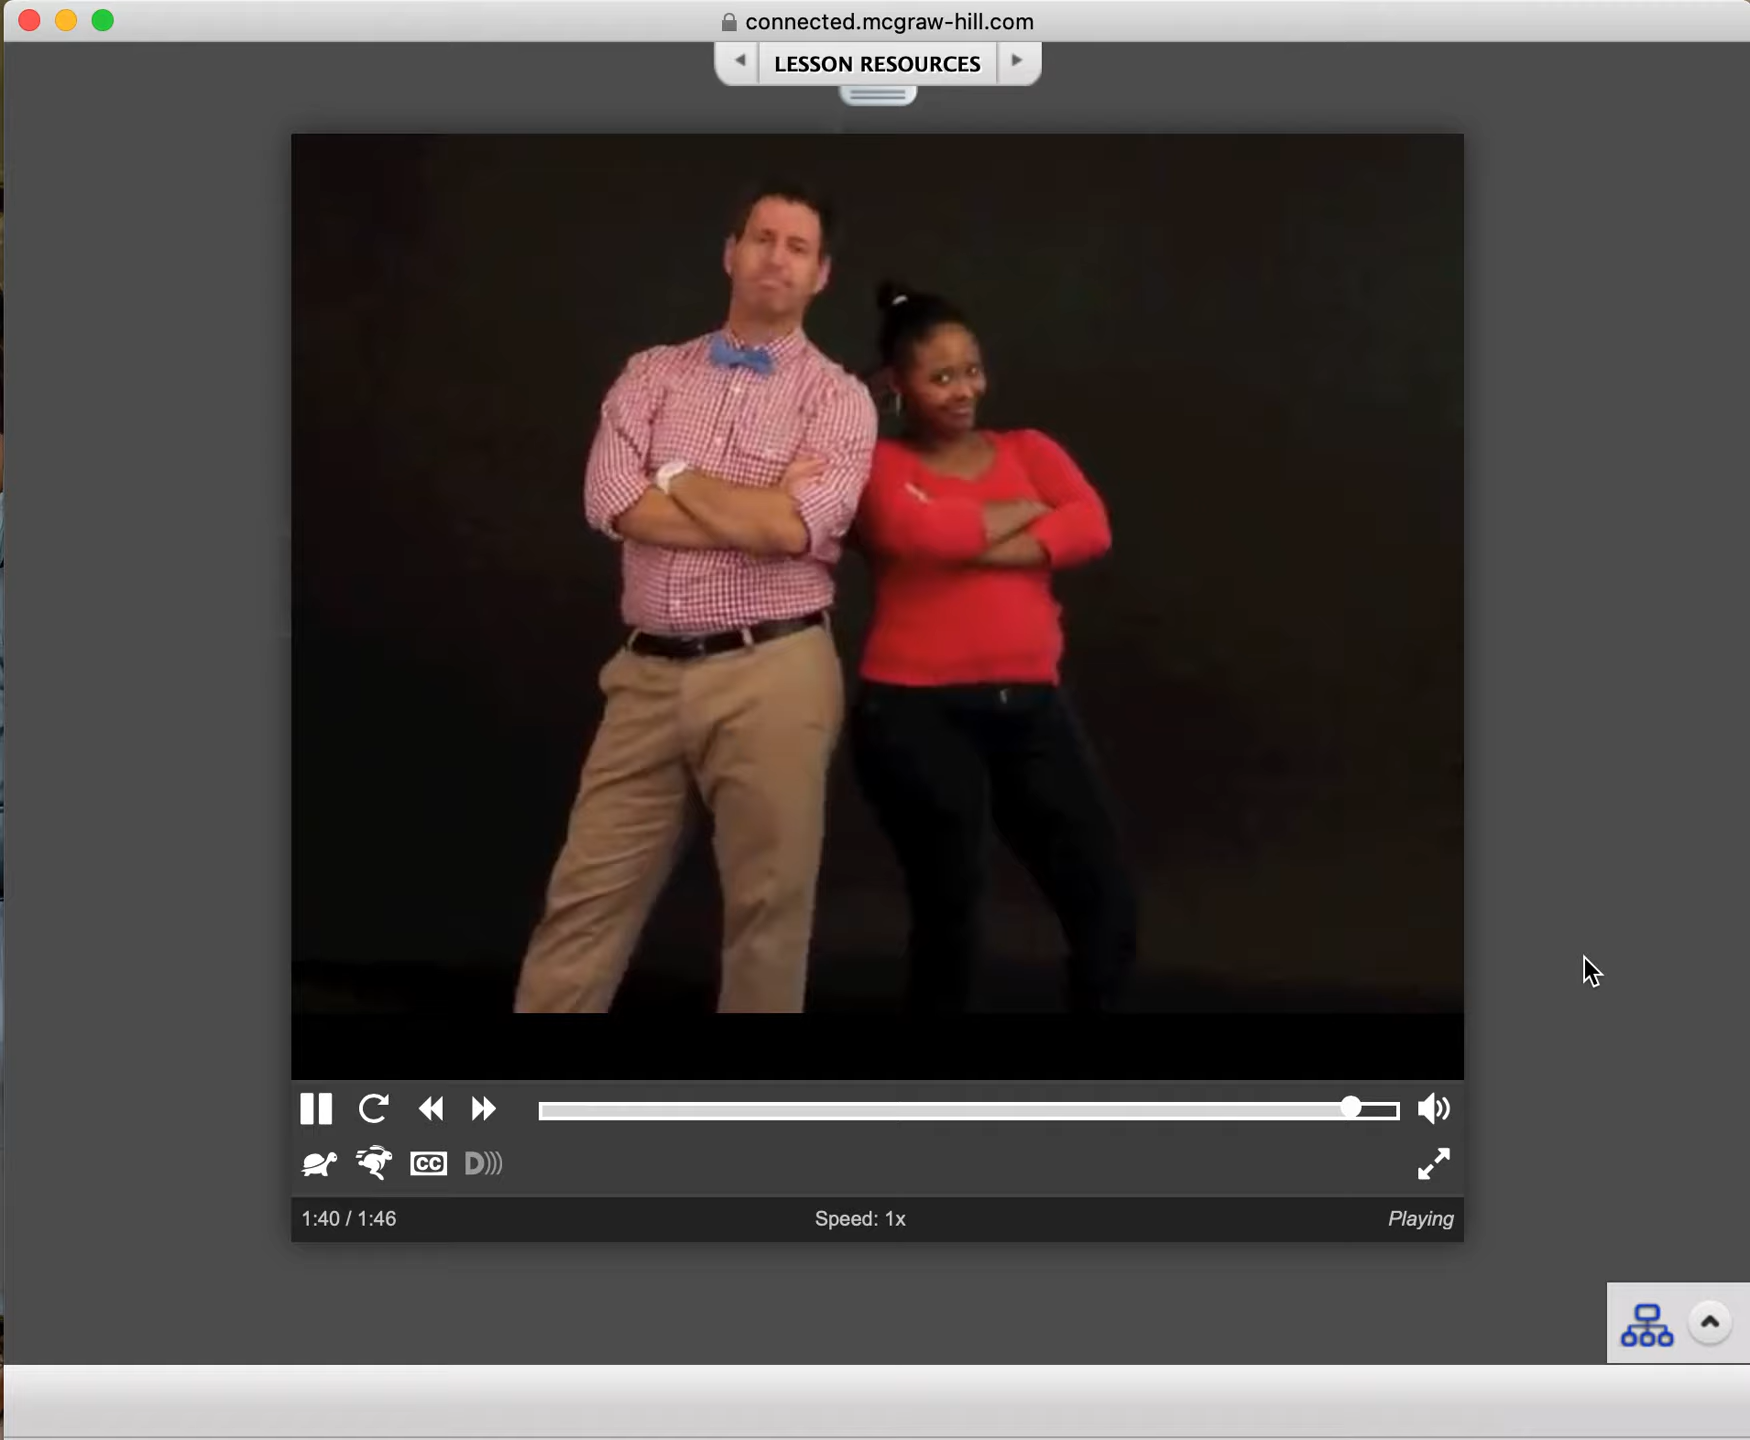 connected.mcgraw-hill.com
LESSON RESOURCES
CC D
1:40 / 1:46 Speed: 1x Playing